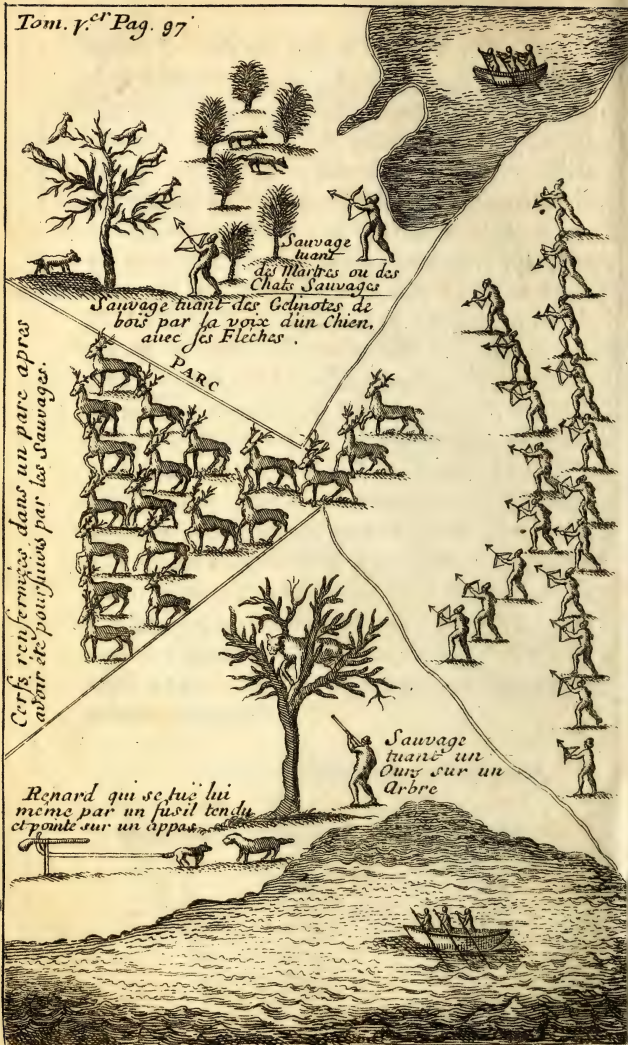 Tom. V.er Pag. 97
Sauvage
tuant
des Martres ou des
Chats Sauvages
Sauvage tuant des Gelinotes de
bois par la voix d'un Chien,
avec ses Fleches.
PARC
Cerfs renfermées dans un parc apres
avoir été poursuivis par les Sauvages.
Sauvage
tuant un
Ours sur un
Arbre
Renard qui se tuë lui
meme par un fusil tendu
et pointé sur un appas